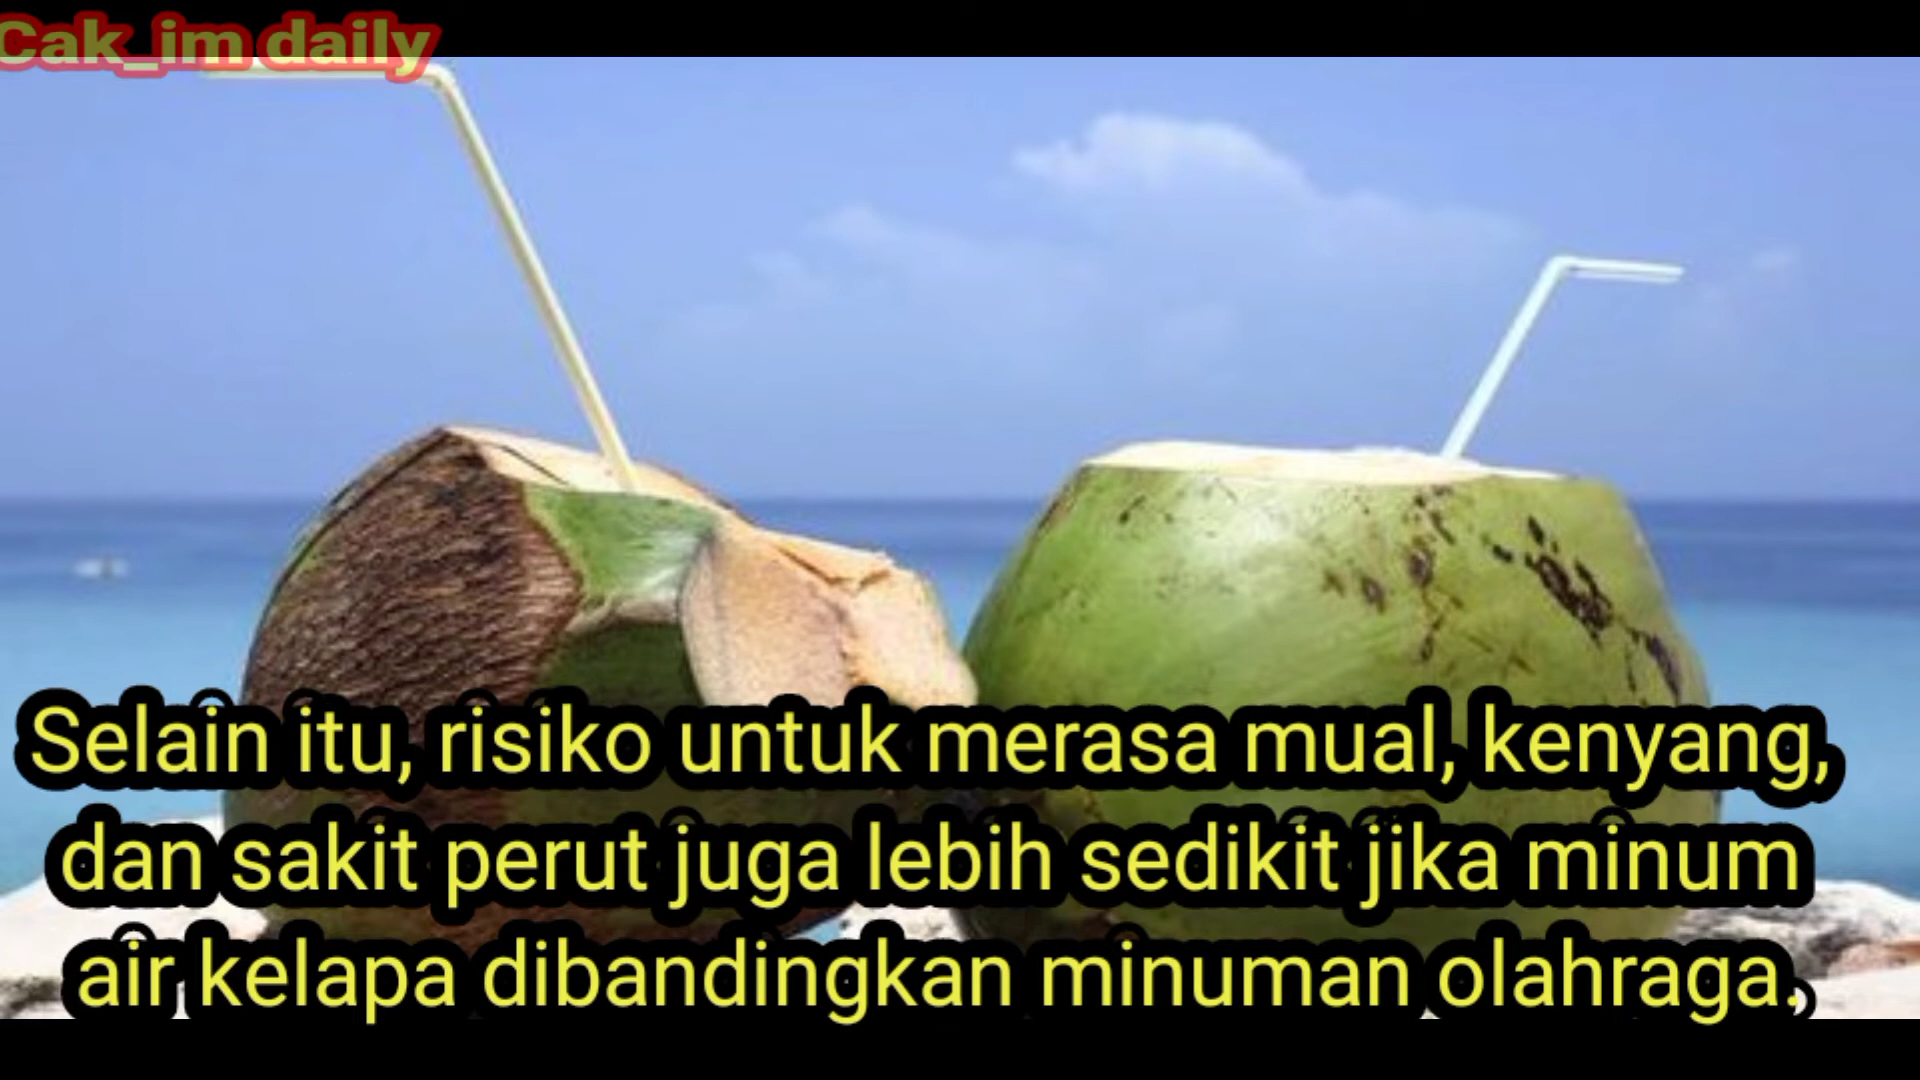 Cak_im daily
Selain itu, risiko untuk merasa mual, kenyang,
dan sakit perut juga lebih sedikit jika minum
air kelapa dibandingkan minuman olahraga.